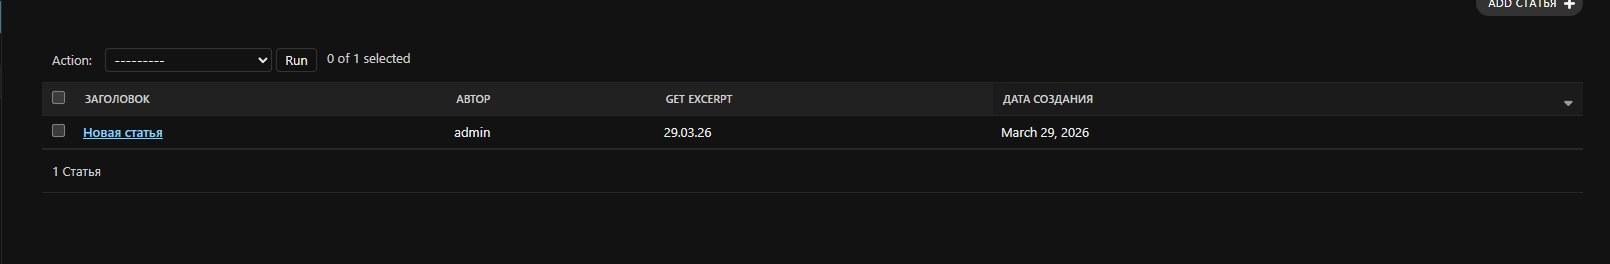 ADD СТАТЬЯ +
Action: --------- Run 0 of 1 selected
ЗАГОЛОВОК АВТОР GET EXCERPT ДАТА СОЗДАНИЯ
Новая статья admin 29.03.26 March 29, 2026
1 Статья